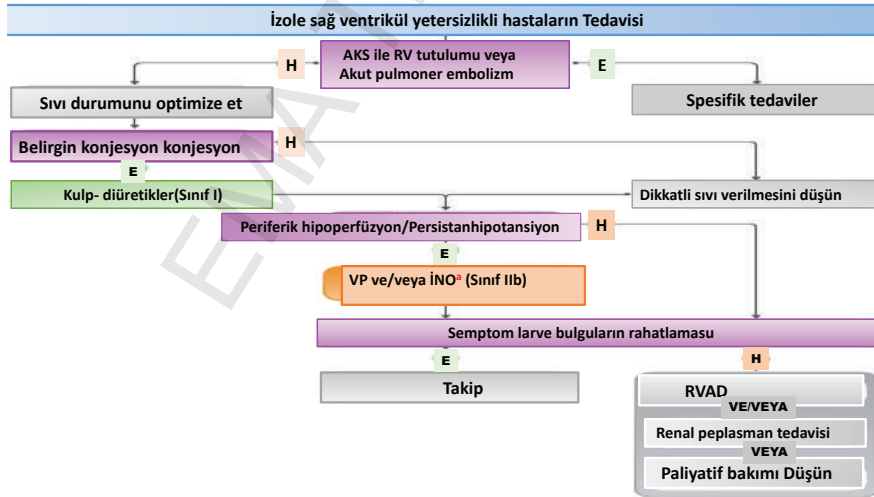 İzole sağ ventrikül yetersizlikli hastaların Tedavisi
AKS ile RV tutulumu veya
Akut pulmoner embolizm
H
E
Sıvı durumunu optimize et
Spesifik tedaviler
Belirgin konjesyon konjesyon
H
E
Kulp- diüretikler(Sınıf I)
Dikkatli sıvı verilmesini düşün
Periferik hipoperfüzyon/Persistanhipotansiyon
H
E
VP ve/veya İNOᵃ (Sınıf IIb)
Semptom larve bulguların rahatlaması
E
H
Takip
RVAD
VE/VEYA
Renal peplasman tedavisi
VEYA
Paliyatif bakımı Düşün